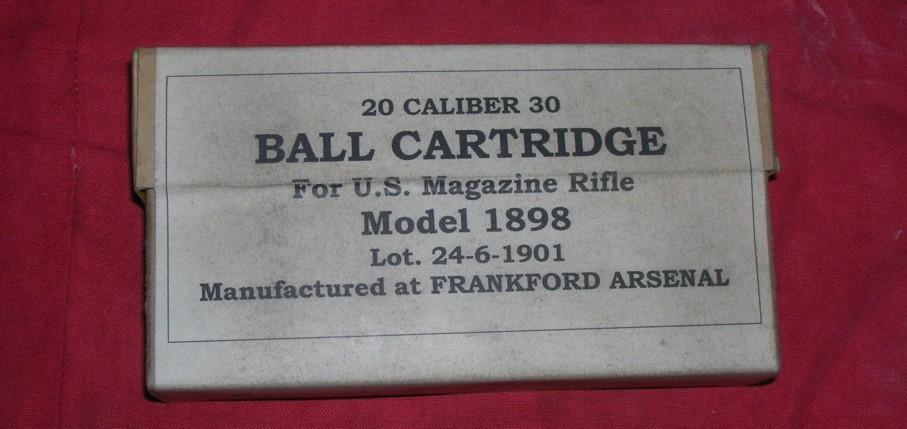 20 CALIBER 30
BALL CARTRIDGE
For U.S. Magazine Rifle
Model 1898
Lot. 24-6-1901
Manufactured at FRANKFORD ARSENAL